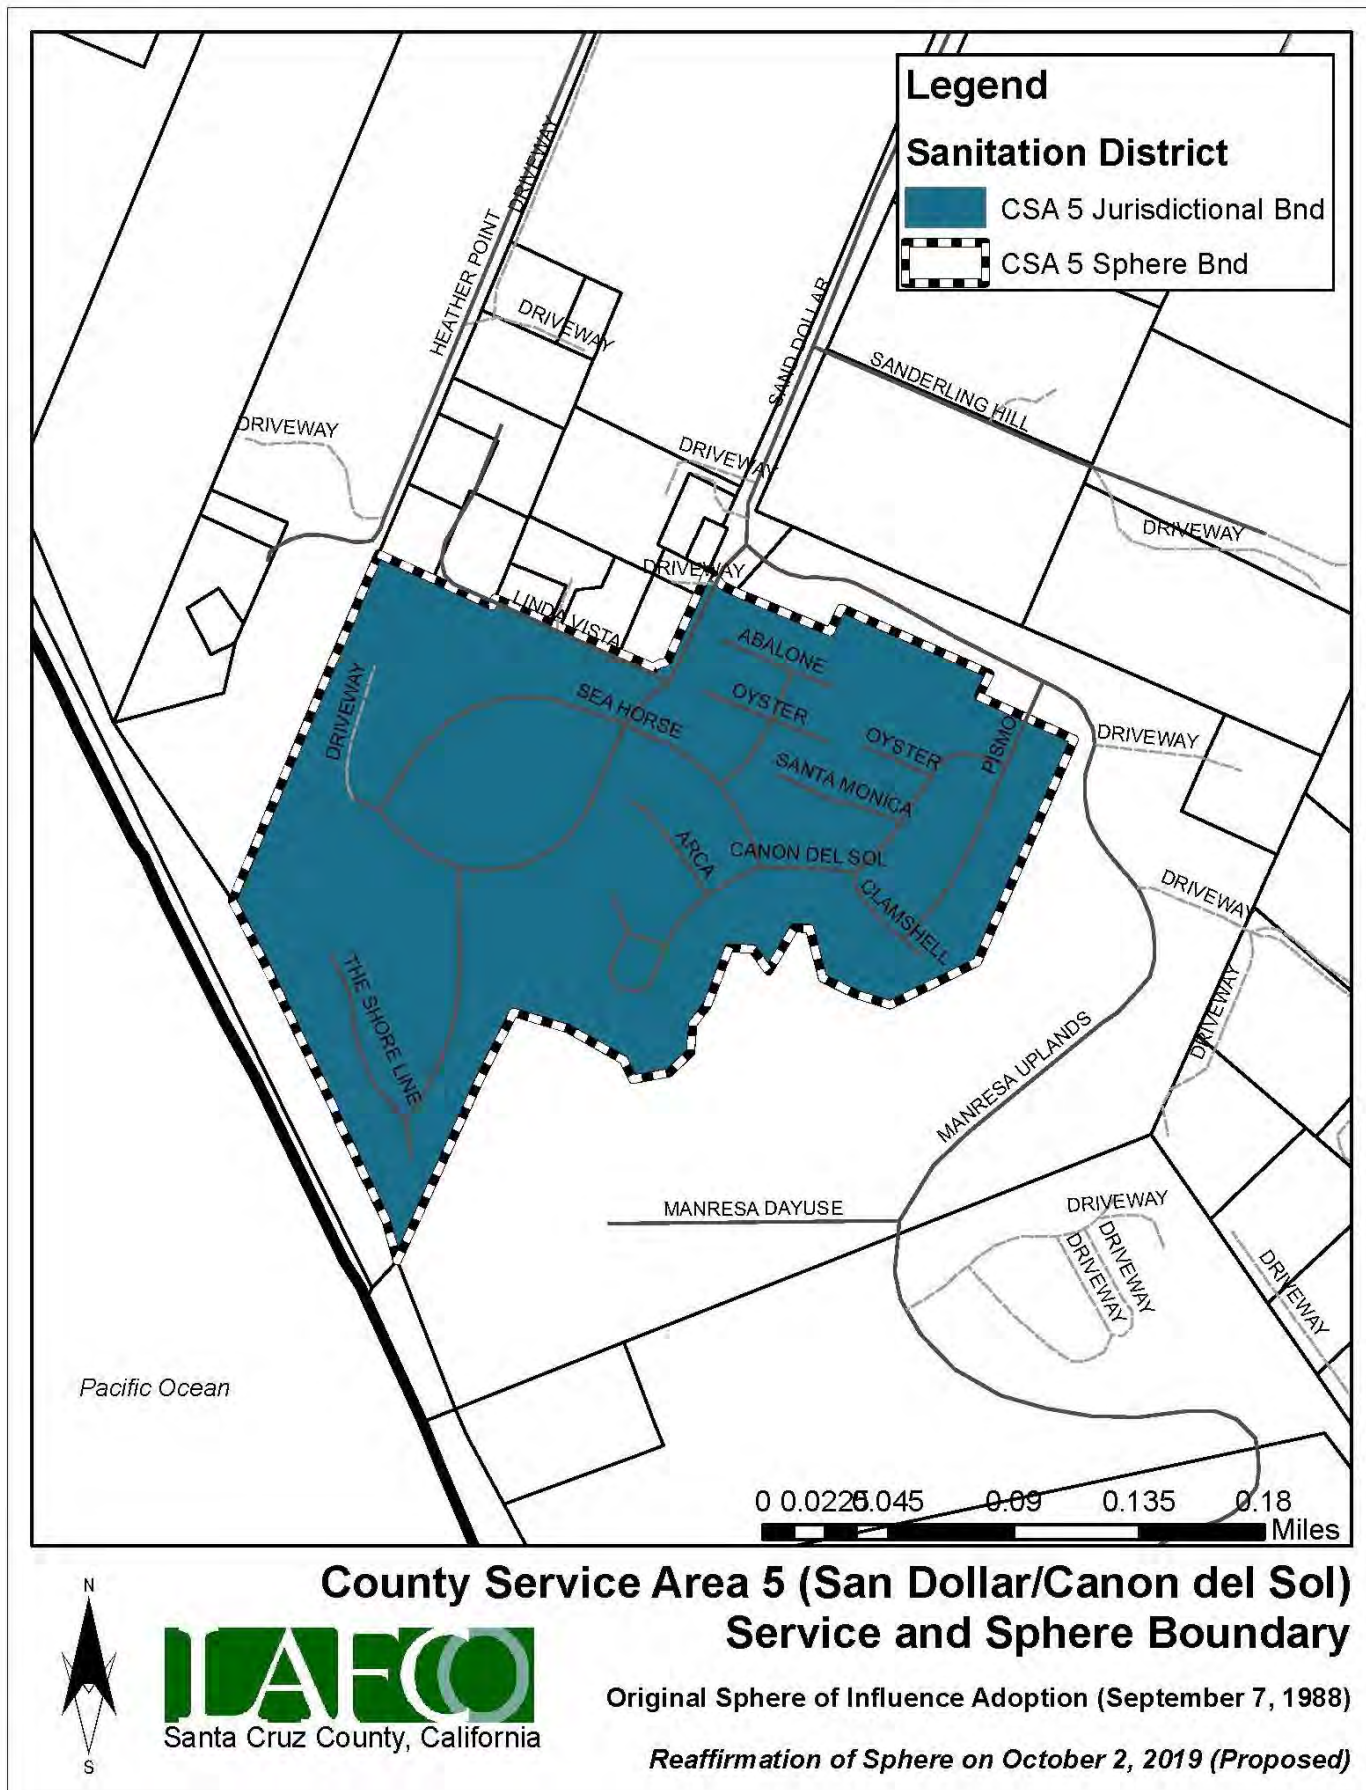 Legend
Sanitation District
CSA 5 Jurisdictional Bnd
CSA 5 Sphere Bnd
DRIVEWAY
HEATHER POINT
DRIVEWAY
SAND DOLLAR
SANDERLING HILL
DRIVEWAY
DRIVEWAY
DRIVEWAY
DRIVEWAY
LINDA VISTA
ABALONE
DRIVEWAY
SEA HORSE
OYSTER
OYSTER
PISMO
DRIVEWAY
SANTA MONICA
ARCA
CANON DEL SOL
CLAMSHELL
DRIVEWAY
THE SHORE LINE
DRIVEWAY
MANRESA UPLANDS
MANRESA DAYUSE
DRIVEWAY
DRIVEWAY
DRIVEWAY
DRIVEWAY
Pacific Ocean
0 0.0225 0.045 0.09 0.135 0.18
Miles
N
S
LAFCO
Santa Cruz County, California
County Service Area 5 (San Dollar/Canon del Sol)
Service and Sphere Boundary
Original Sphere of Influence Adoption (September 7, 1988)
Reaffirmation of Sphere on October 2, 2019 (Proposed)